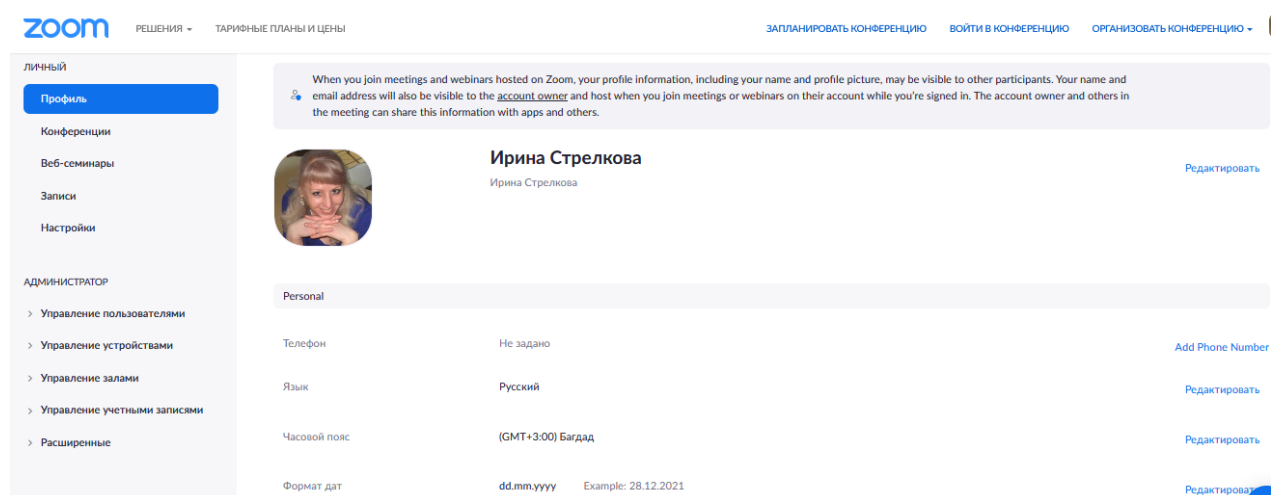 zoom РЕШЕНИЯ ТАРИФНЫЕ ПЛАНЫ И ЦЕНЫ ЗАПЛАНИРОВАТЬ КОНФЕРЕНЦИЮ ВОЙТИ В КОНФЕРЕНЦИЮ ОРГАНИЗОВАТЬ КОНФЕРЕНЦИЮ
ЛИЧНЫЙ
Профиль
Конференции
Веб-семинары
Записи
Настройки
АДМИНИСТРАТОР
Управление пользователями
Управление устройствами
Управление залами
Управление учетными записями
Расширенные
When you join meetings and webinars hosted on Zoom, your profile information, including your name and profile picture, may be visible to other participants. Your name and
email address will also be visible to the account owner and host when you join meetings or webinars on their account while you're signed in. The account owner and others in
the meeting can share this information with apps and others.
Ирина Стрелкова
Ирина Стрелкова
Редактировать
Personal
Телефон Не задано Add Phone Number
Язык Русский Редактировать
Часовой пояс (GMT+3:00) Багдад Редактировать
Формат дат dd.mm.yyyy Example: 28.12.2021 Редактировать